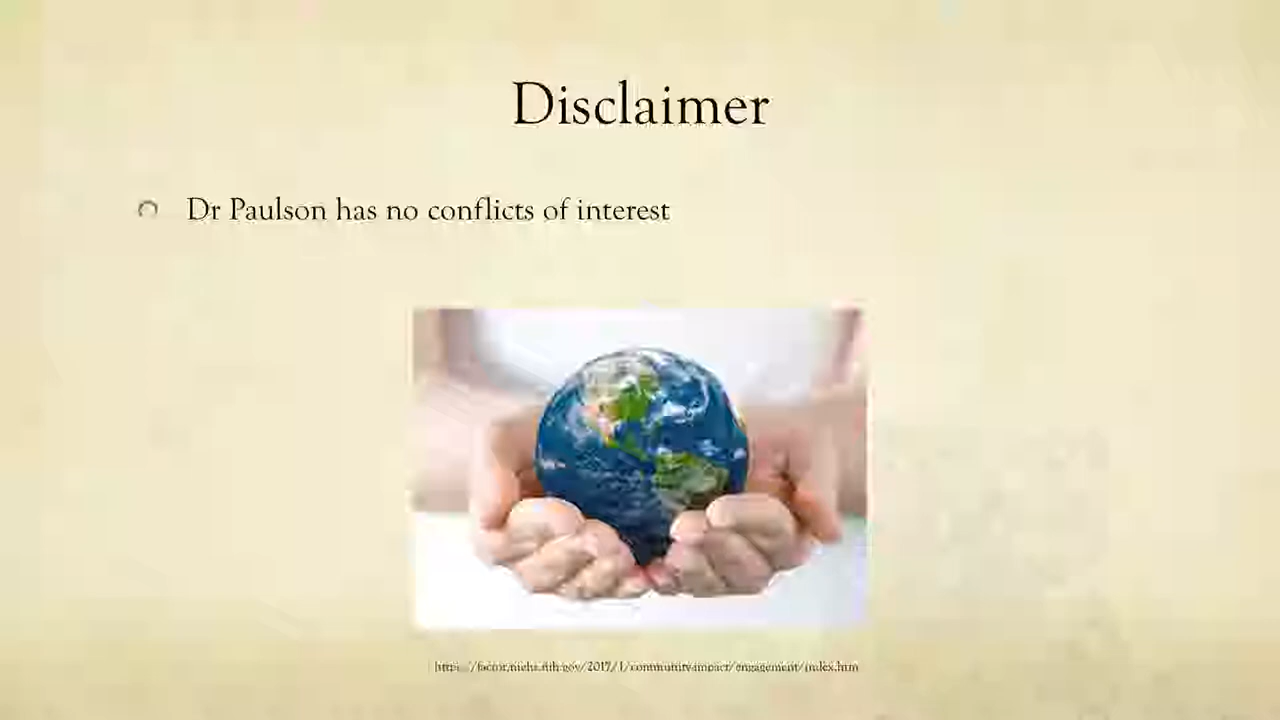 Disclaimer
Dr Paulson has no conflicts of interest
https://factor.niehs.nih.gov/2017/1/community-impact/engagement/index.htm